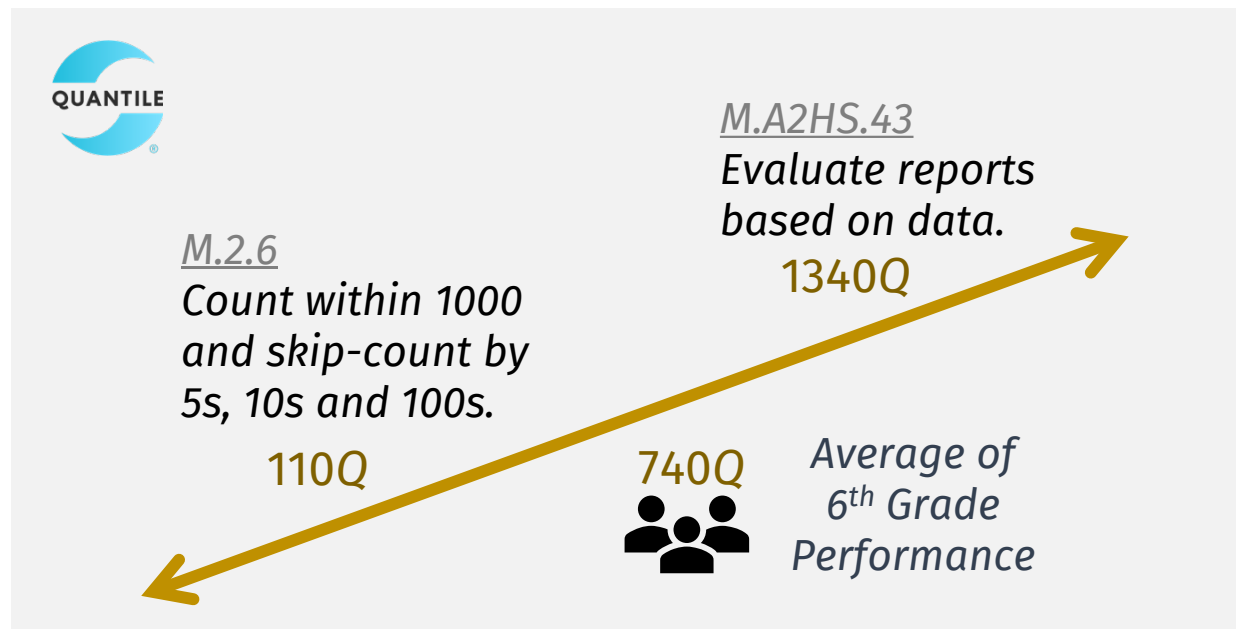 QUANTILE
®
M.A2HS.43
Evaluate reports
based on data.
1340Q
M.2.6
Count within 1000
and skip-count by
5s, 10s and 100s.
110Q
740Q
Average of
6th Grade
Performance